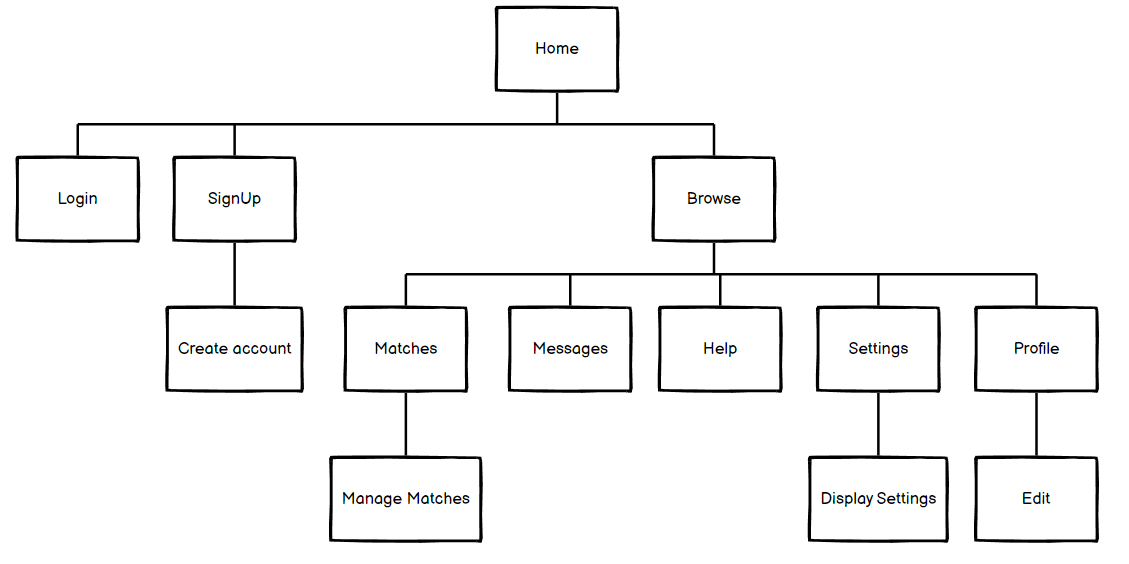 Home
Login
SignUp
Browse
Create account
Matches
Messages
Help
Settings
Profile
Manage Matches
Display Settings
Edit